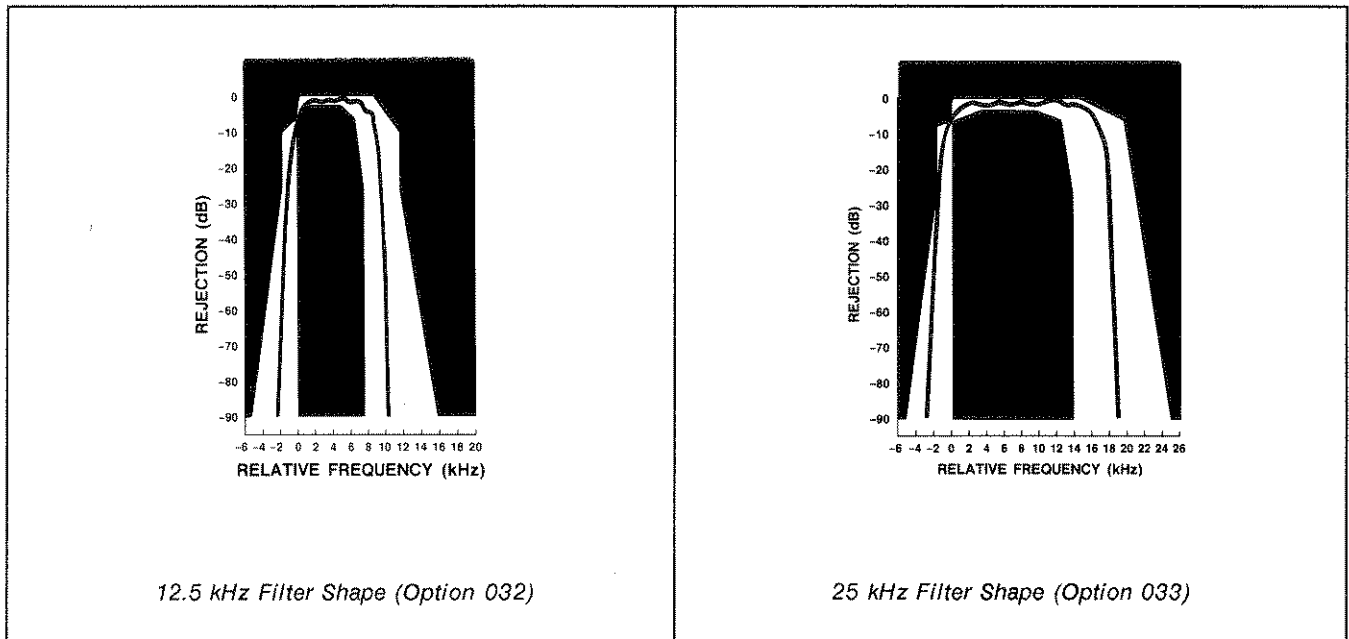 0
-10
-20
-30
-40
-50
-60
-70
-80
-90
REJECTION (dB)
-6 -4 -2 0 2 4 6 8 10 12 14 16 18 20
RELATIVE FREQUENCY (kHz)
12.5 kHz Filter Shape (Option 032)
0
-10
-20
-30
-40
-50
-60
-70
-80
-90
REJECTION (dB)
-6 -4 -2 0 2 4 6 8 10 12 14 16 18 20 22 24 26
RELATIVE FREQUENCY (kHz)
25 kHz Filter Shape (Option 033)